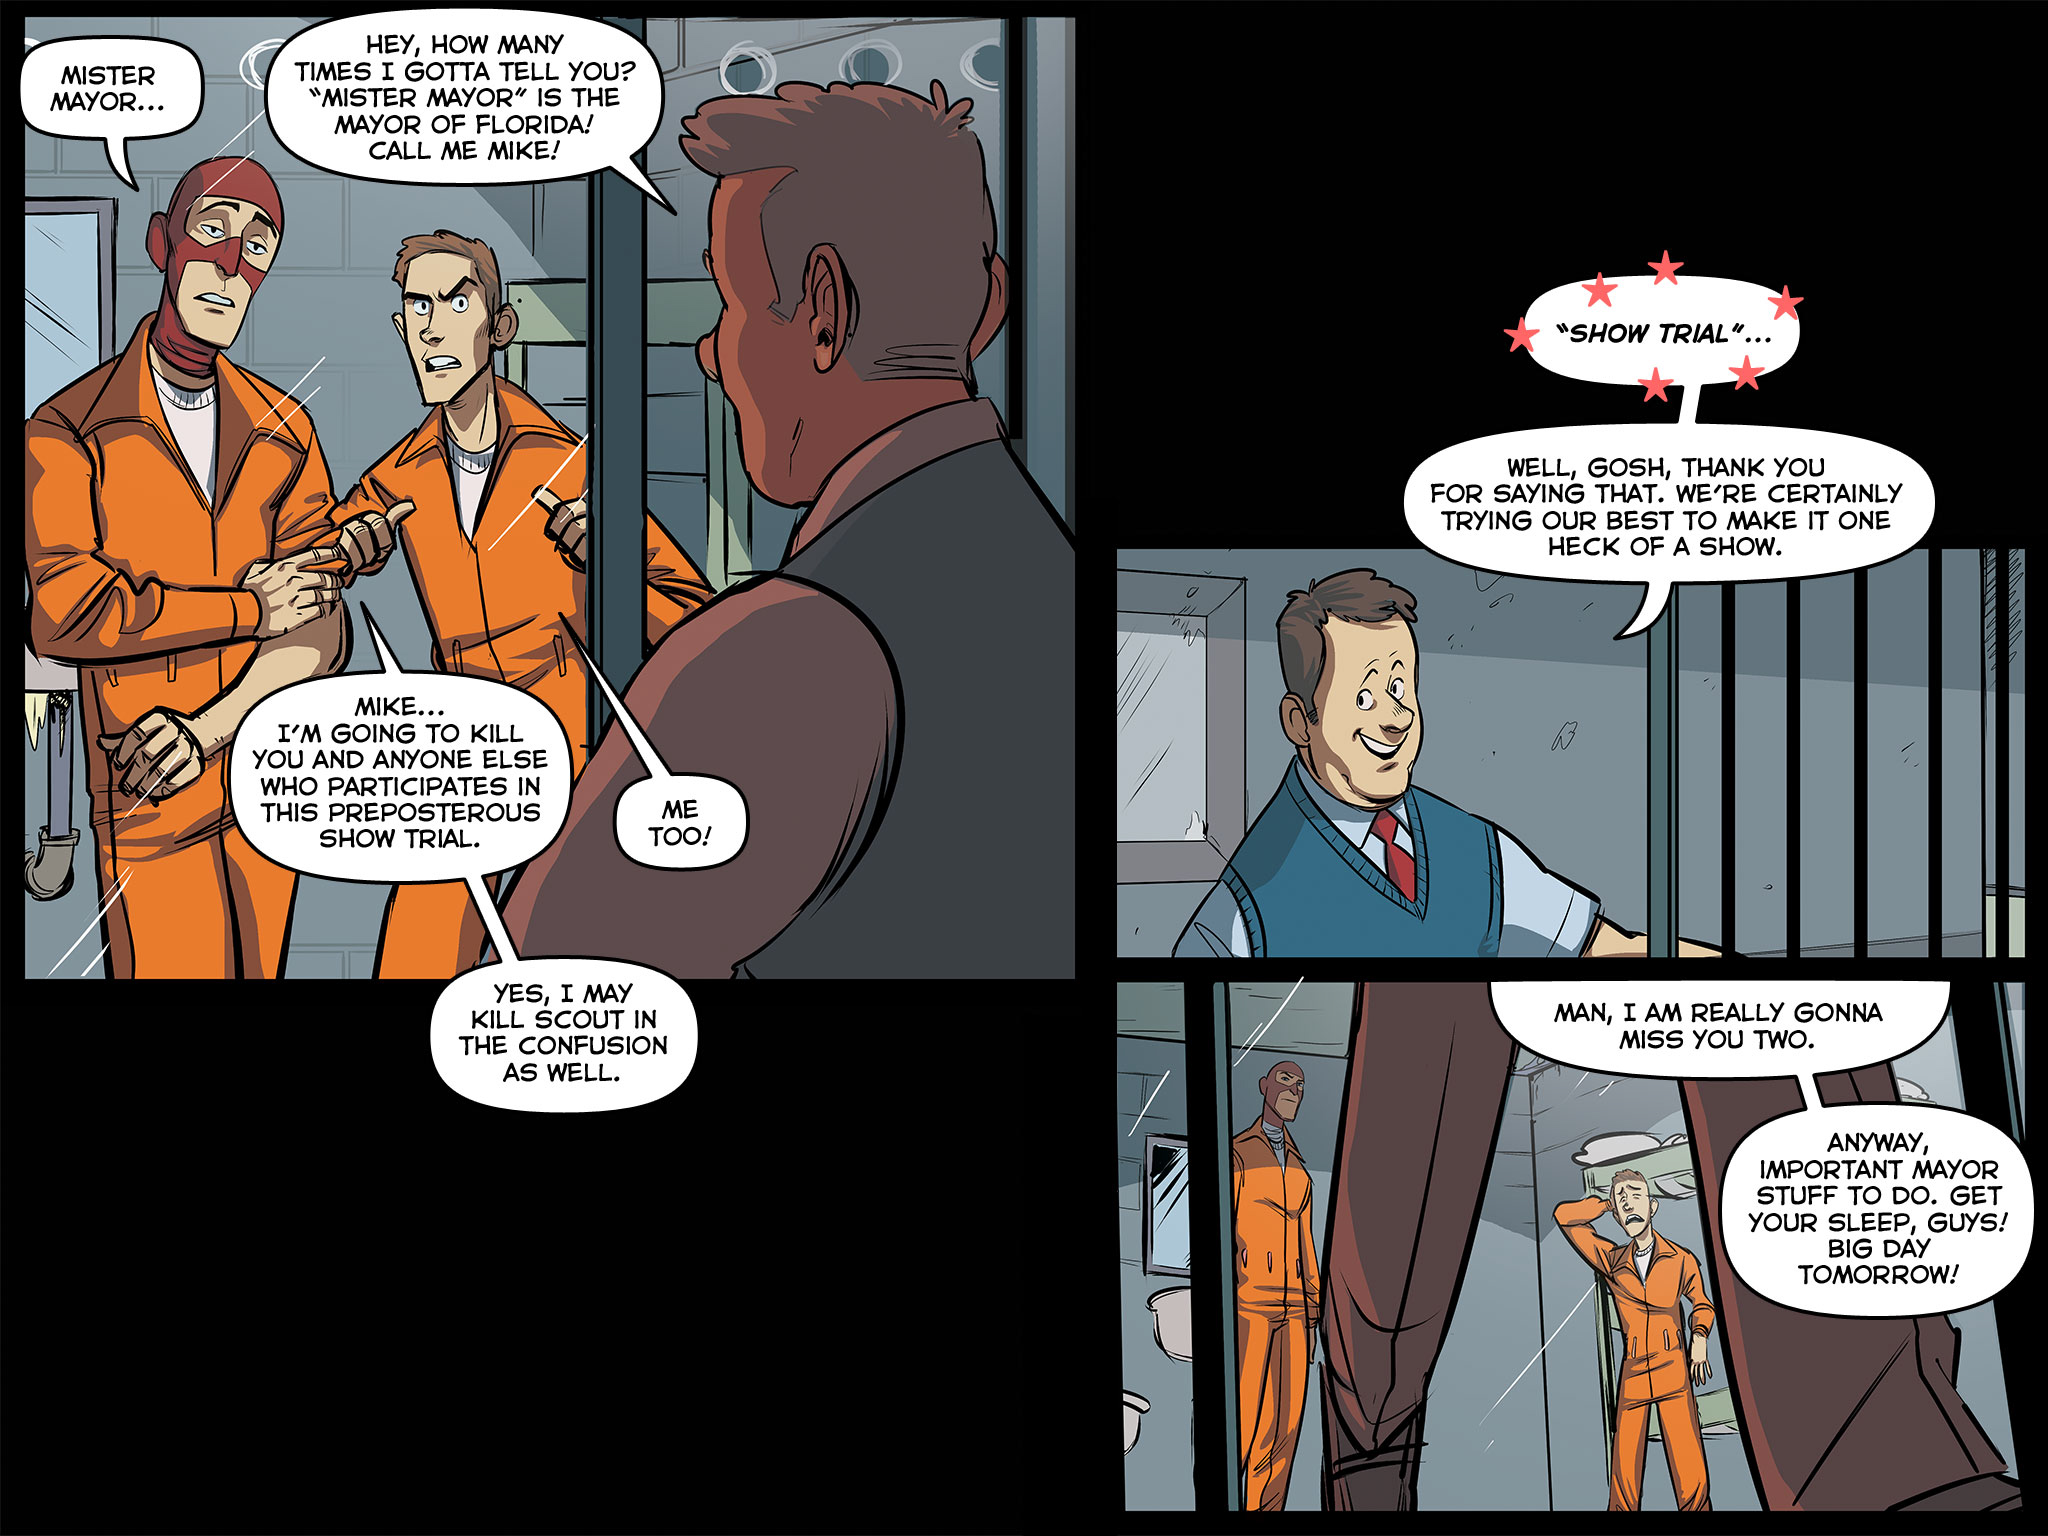 MISTER
MAYOR...
HEY, HOW MANY
TIMES I GOTTA TELL YOU?
"MISTER MAYOR" IS THE
MAYOR OF FLORIDA!
CALL ME MIKE!
MIKE...
I'M GOING TO KILL
YOU AND ANYONE ELSE
WHO PARTICIPATES IN
THIS PREPOSTEROUS
SHOW TRIAL.
ME
TOO!
YES, I MAY
KILL SCOUT IN
THE CONFUSION
AS WELL.
"SHOW TRIAL"...
WELL, GOSH, THANK YOU
FOR SAYING THAT. WE'RE CERTAINLY
TRYING OUR BEST TO MAKE IT ONE
HECK OF A SHOW.
MAN, I AM REALLY GONNA
MISS YOU TWO.
ANYWAY,
IMPORTANT MAYOR
STUFF TO DO. GET
YOUR SLEEP, GUYS!
BIG DAY
TOMORROW!